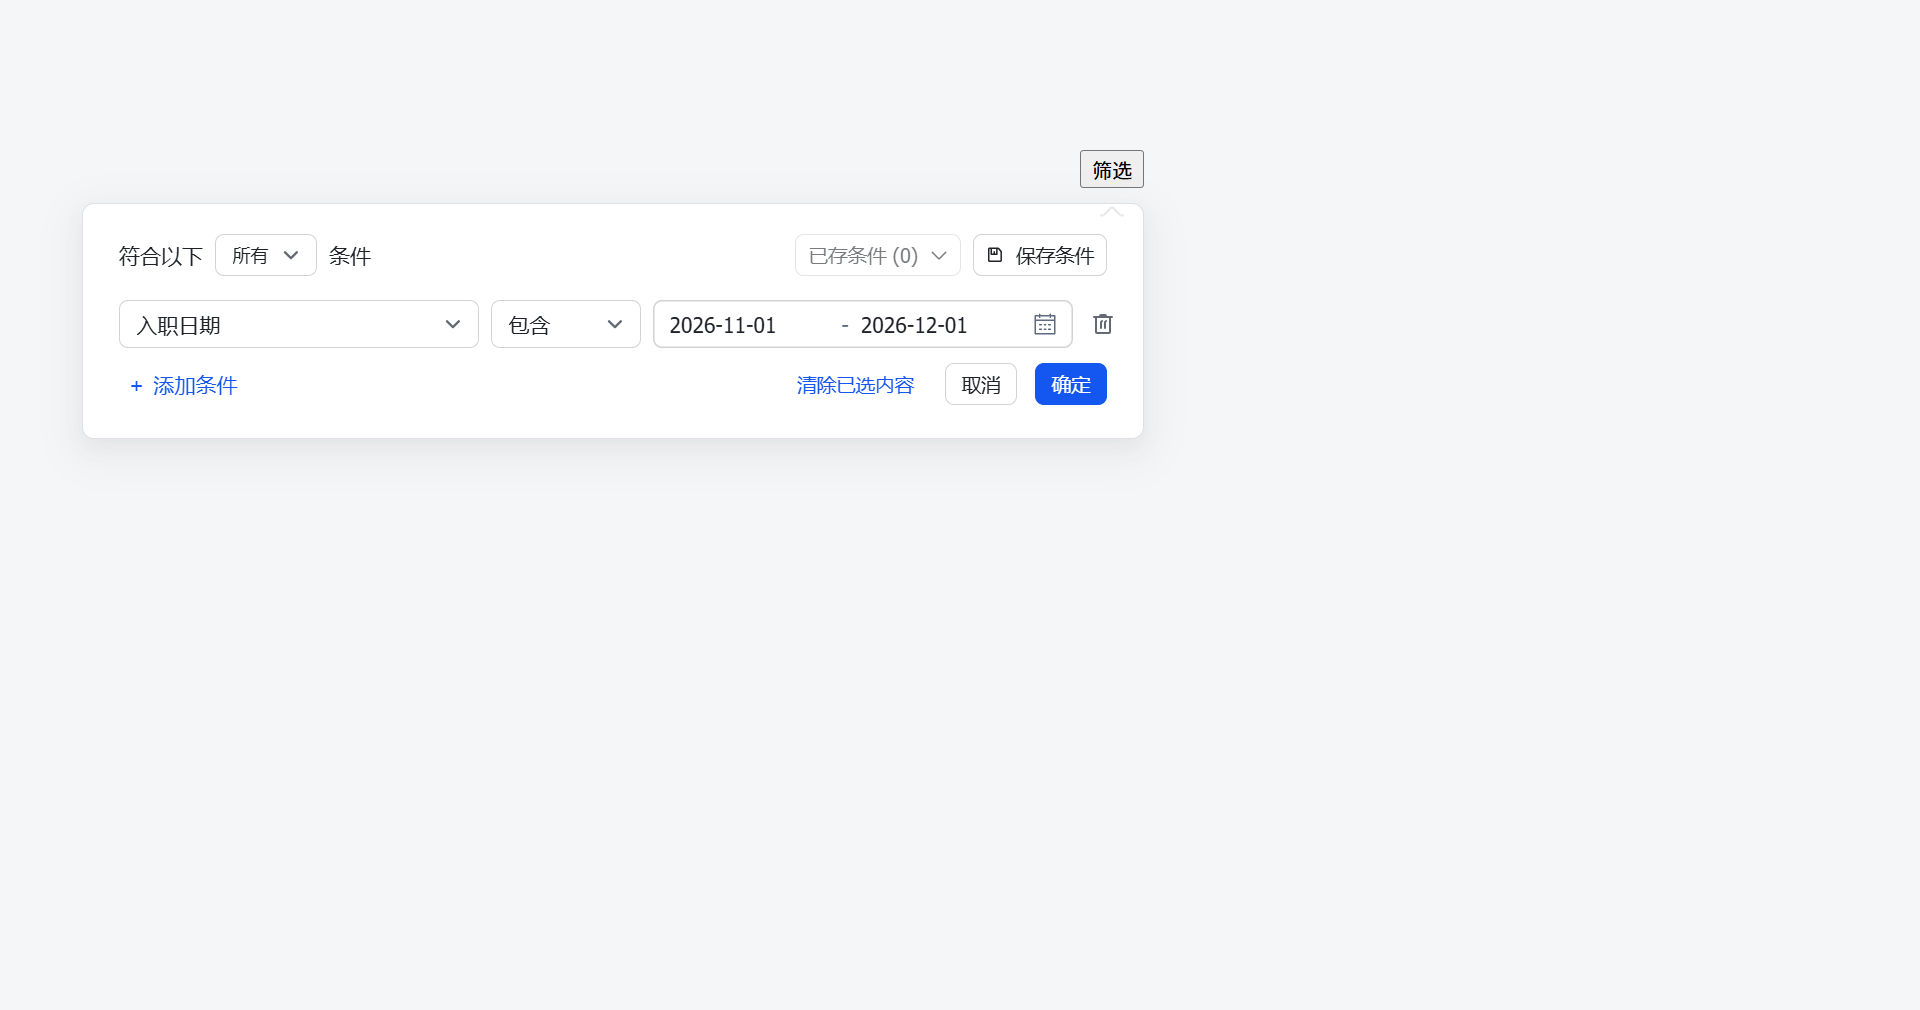 筛选
符合以下 所有 条件 已存条件 (0) 保存条件
入职日期 包含 2026-11-01 - 2026-12-01
+ 添加条件 清除已选内容 取消 确定